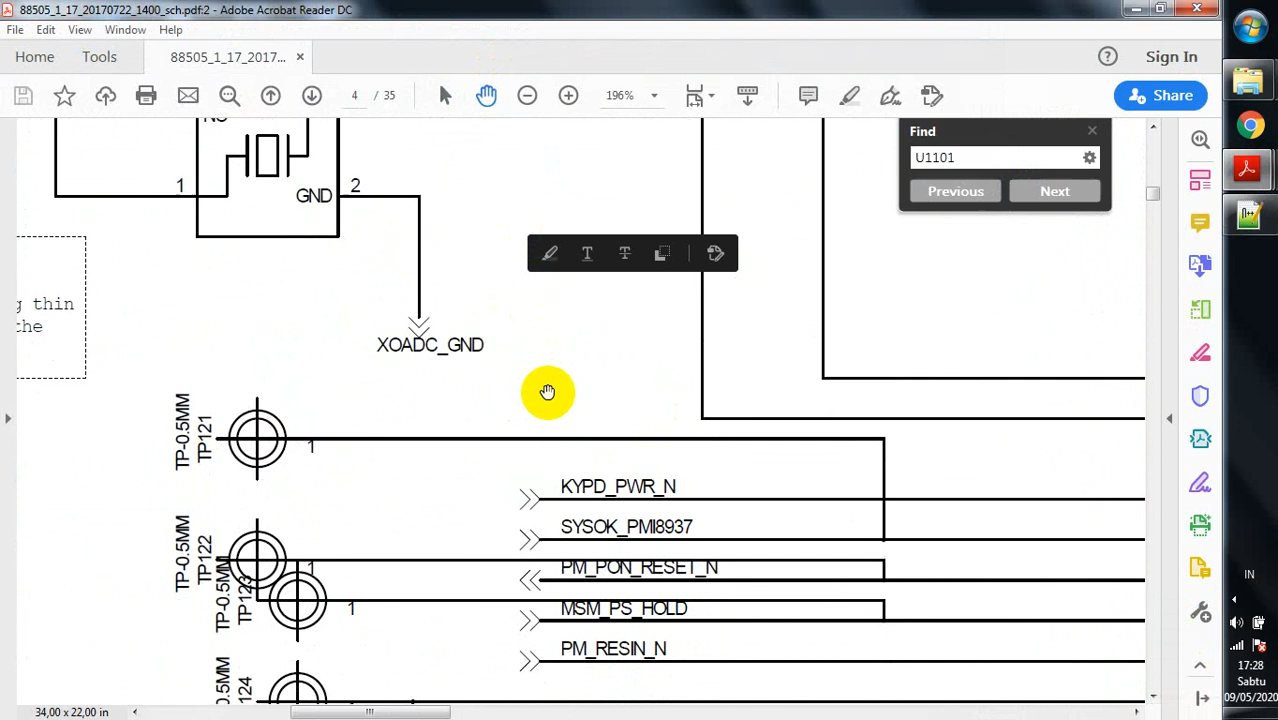 88505_1_17_20170722_1400_sch.pdf:2 - Adobe Acrobat Reader DC
File Edit View Window Help
Home Tools 88505_1_17_2017... × Sign In
4 / 35 196% Share
Find
U1101
Previous Next
1 GND 2
g thin
the
XOADC_GND
TP-0.5MM
TP121
1
KYPD_PWR_N
SYSOK_PMI8937
TP-0.5MM
TP122
1
PM_PON_RESET_N
TP-0.5MM
TP123
1
MSM_PS_HOLD
PM_RESIN_N
IN
17:28
Sabtu
09/05/2020
34,00 x 22,00 in